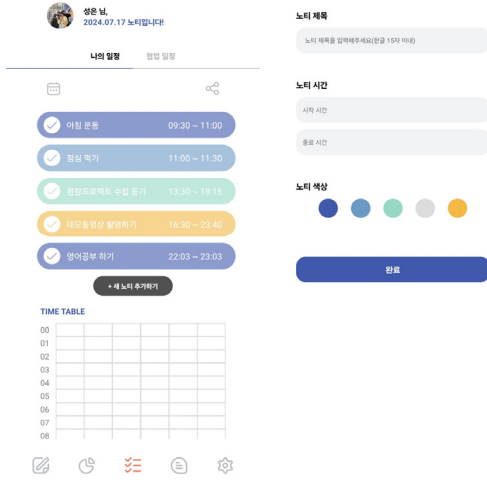 성은 님,
2024.07.17 노티입니다!
나의 일정
협업 일정
아침 운동 09:30 ~ 11:00
점심 먹기 11:00 ~ 11:30
현장프로젝트 수업 듣기 13:30 ~ 18:15
데모동영상 촬영하기 16:30 ~ 23:40
영어공부 하기 22:03 ~ 23:03
+ 새 노티 추가하기
TIME TABLE
00
01
02
03
04
05
06
07
08
노티 제목
노티 제목을 입력해주세요(한글 15자 이내)
노티 시간
시작 시간
종료 시간
노티 색상
완료